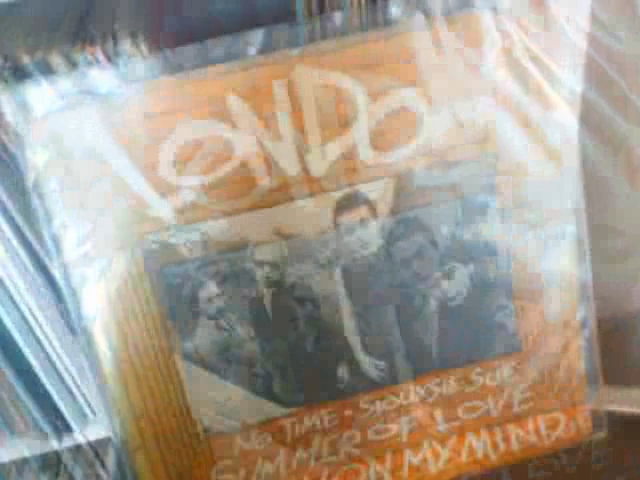 LONDON
NO TIME · SIOUXSIE SUE
SUMMER OF LOVE
ON MY MIND